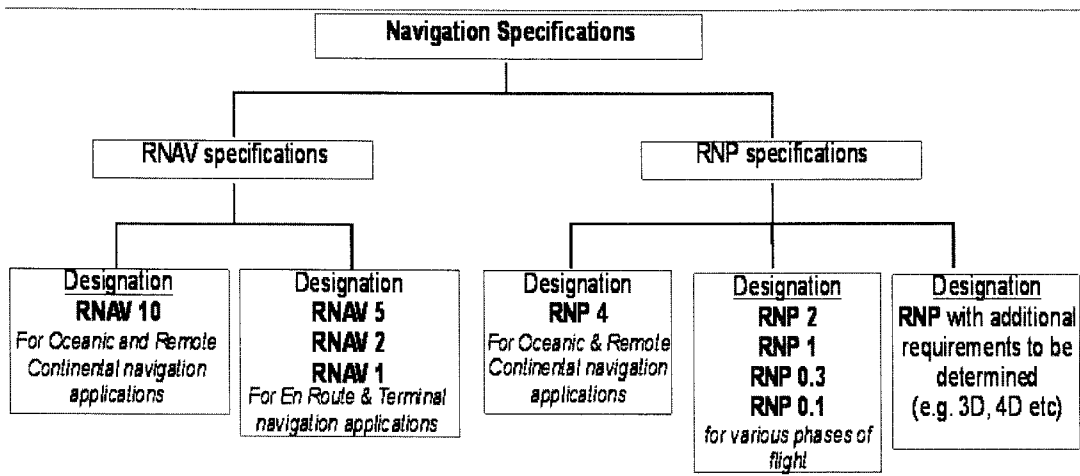 Navigation Specifications
RNAV specifications
RNP specifications
Designation
RNAV 10
For Oceanic and Remote
Continental navigation
applications
Designation
RNAV 5
RNAV 2
RNAV 1
For En Route & Terminal
navigation applications
Designation
RNP 4
For Oceanic & Remote
Continental navigation
applications
Designation
RNP 2
RNP 1
RNP 0.3
RNP 0.1
for various phases of
flight
Designation
RNP with additional
requirements to be
determined
(e.g. 3D, 4D etc)